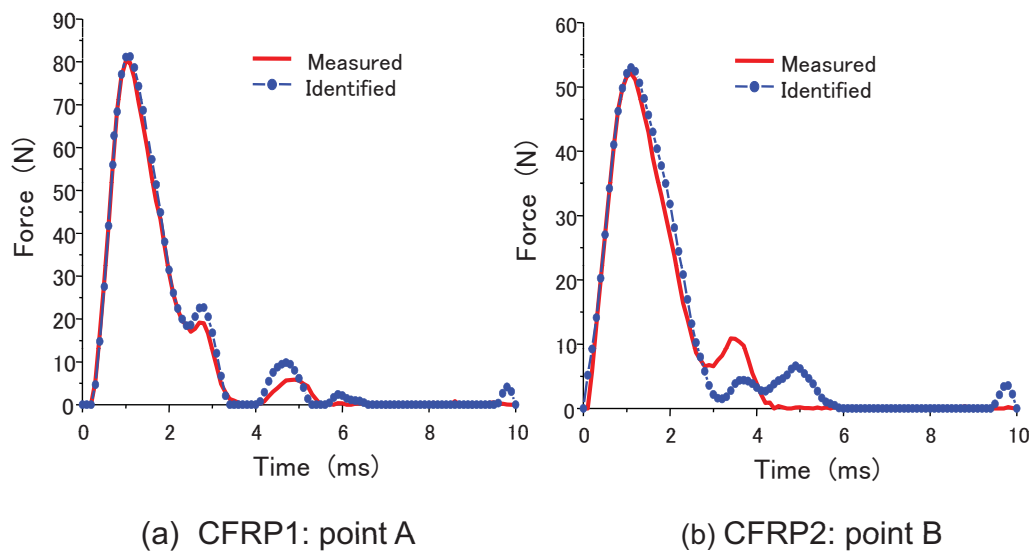 90
80
70
60
50
40
30
20
10
0
Force (N)
Measured
Identified
0 2 4 6 8 10
Time (ms)
(a) CFRP1: point A
60
50
40
30
20
10
0
Force (N)
Measured
Identified
0 2 4 6 8 10
Time (ms)
(b) CFRP2: point B